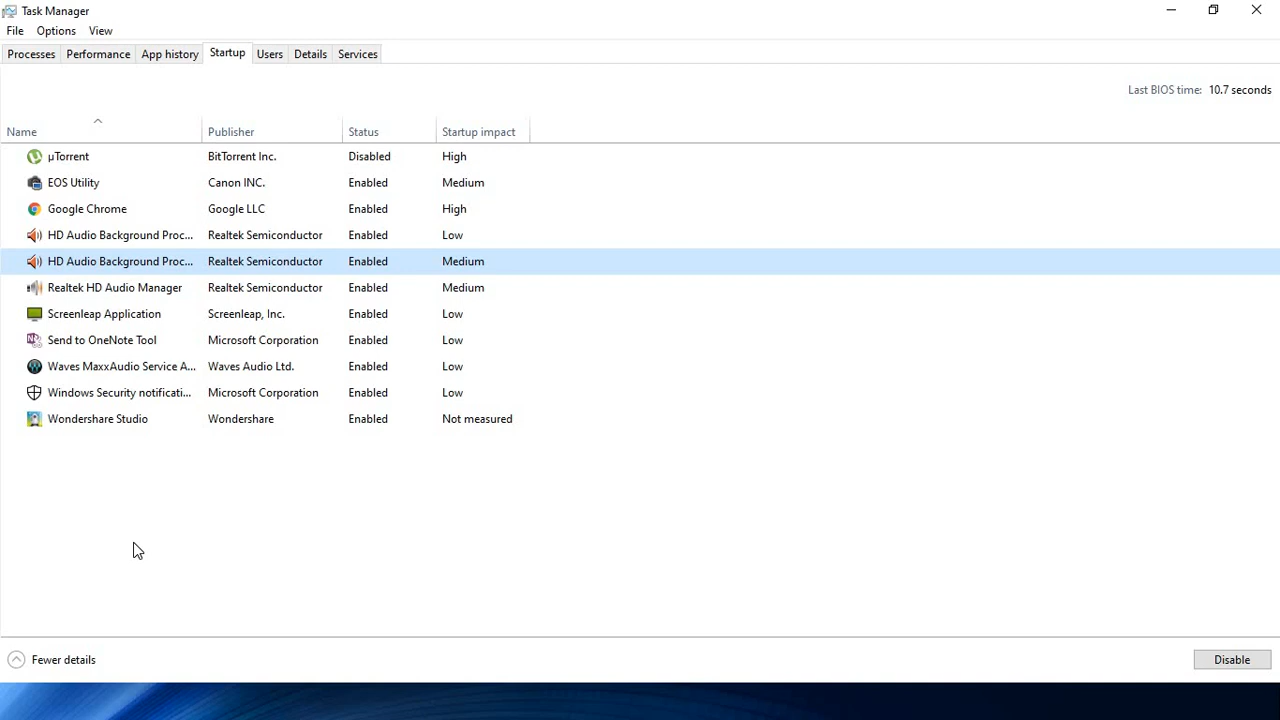 Task Manager
File Options View
Processes Performance App history Startup Users Details Services
Last BIOS time: 10.7 seconds
Name Publisher Status Startup impact
µTorrent BitTorrent Inc. Disabled High
EOS Utility Canon INC. Enabled Medium
Google Chrome Google LLC Enabled High
HD Audio Background Proc... Realtek Semiconductor Enabled Low
HD Audio Background Proc... Realtek Semiconductor Enabled Medium
Realtek HD Audio Manager Realtek Semiconductor Enabled Medium
Screenleap Application Screenleap, Inc. Enabled Low
Send to OneNote Tool Microsoft Corporation Enabled Low
Waves MaxxAudio Service A... Waves Audio Ltd. Enabled Low
Windows Security notificati... Microsoft Corporation Enabled Low
Wondershare Studio Wondershare Enabled Not measured
Fewer details Disable